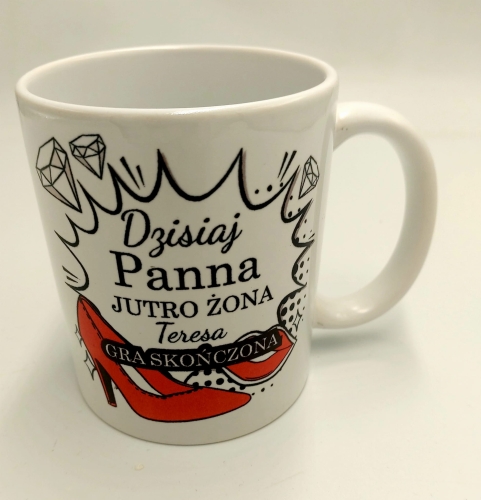 Dzisiaj
Panna
JUTRO ŻONA
Teresa
GRA SKOŃCZONA